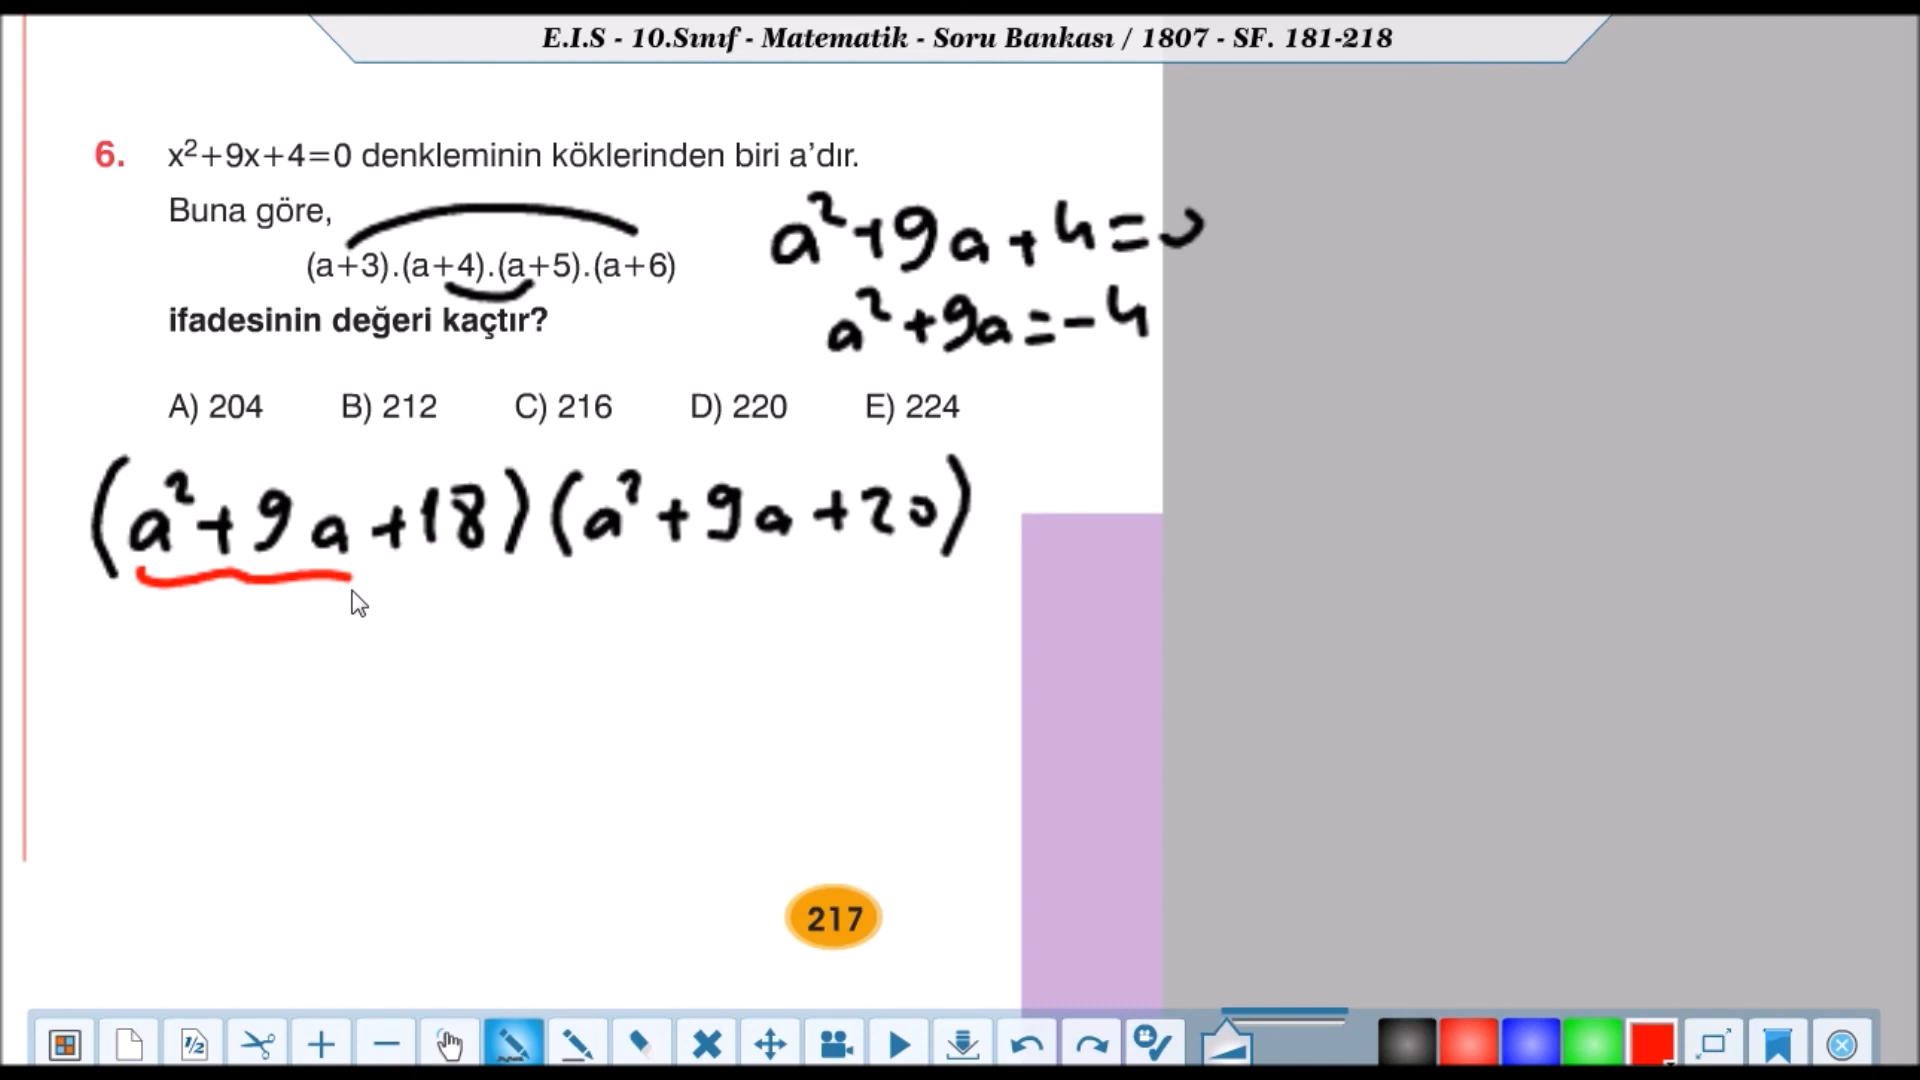 E.I.S - 10.Sınıf - Matematik - Soru Bankası / 1807 - SF. 181-218
6. x²+9x+4=0 denkleminin köklerinden biri a’dır.
Buna göre,
(a+3).(a+4).(a+5).(a+6)
ifadesinin değeri kaçtır?
a²+9a+4=0
a²+9a=-4
A) 204 B) 212 C) 216 D) 220 E) 224
(a²+9a+18)(a²+9a+20)
217
1/2